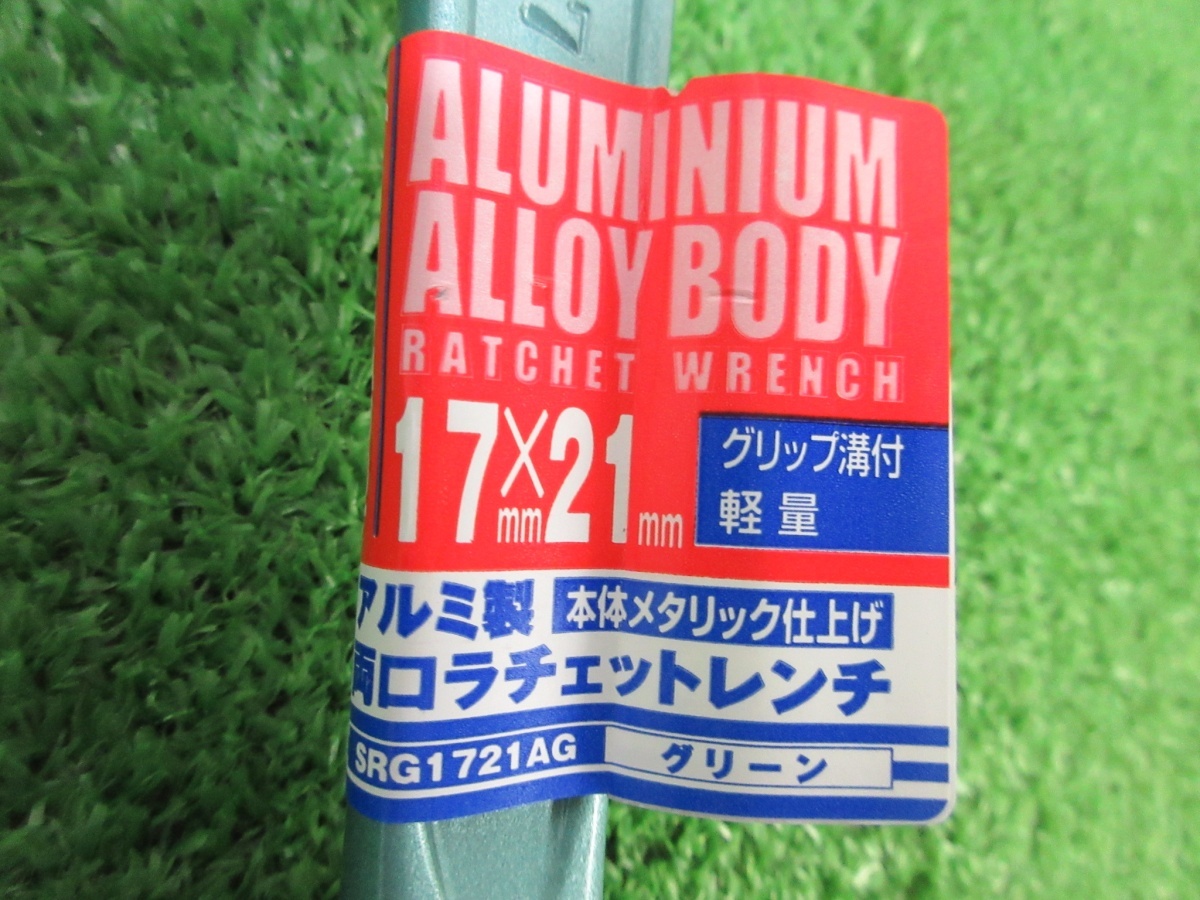 7
ALUMINIUM
ALLOY BODY
RATCHET WRENCH
17mm×21mm
グリップ溝付
軽量
アルミ製 本体メタリック仕上げ
両口ラチェットレンチ
SRG1721AG グリーン